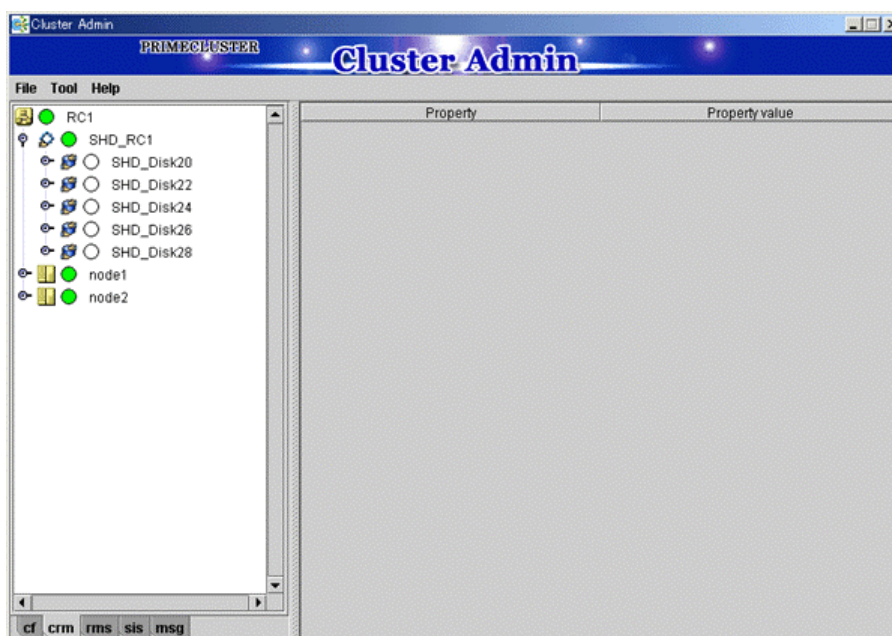 Cluster Admin
PRIMECLUSTER
Cluster Admin
File Tool Help
RC1
SHD_RC1
SHD_Disk20
SHD_Disk22
SHD_Disk24
SHD_Disk26
SHD_Disk28
node1
node2
Property Property value
cf crm rms sis msg